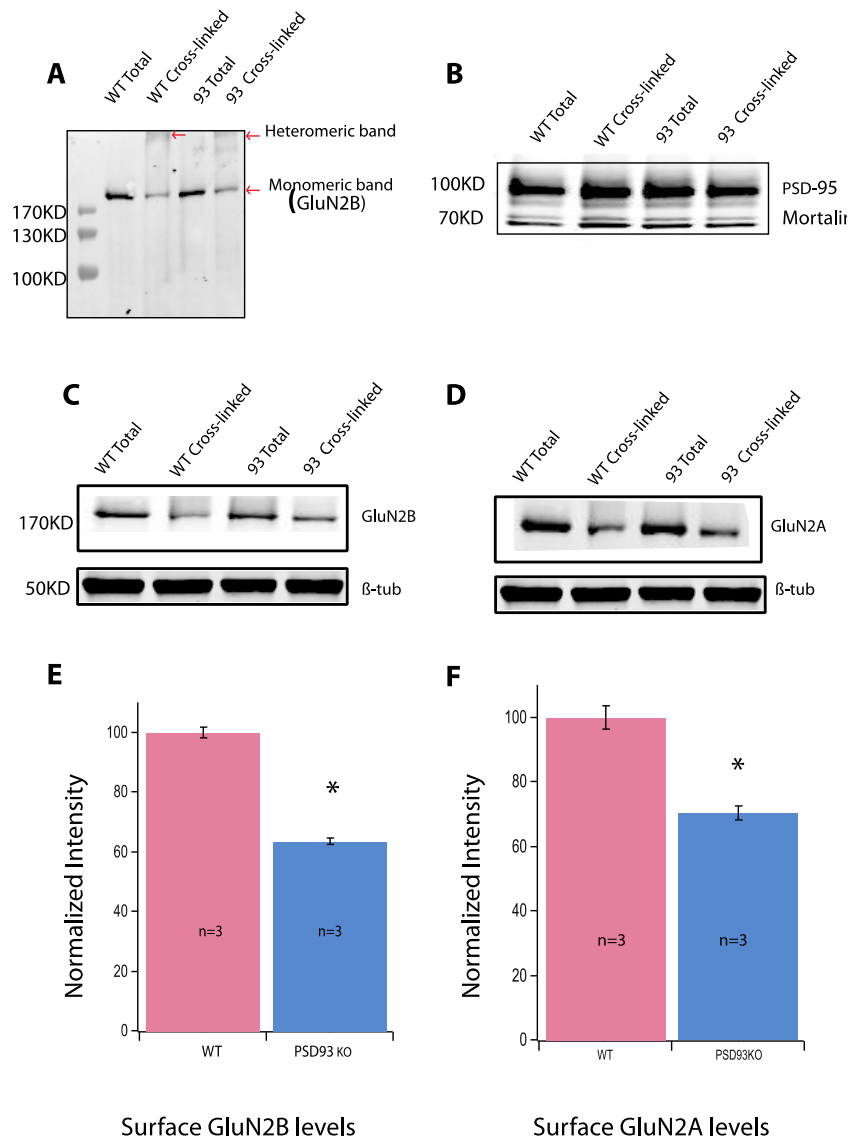 A
WT Total
WT Cross-linked
93 Total
93 Cross-linked
Heteromeric band
Monomeric band
(GluN2B)
170KD
130KD
100KD
B
WT Total
WT Cross-linked
93 Total
93 Cross-linked
100KD
PSD-95
70KD
Mortalin
C
WT Total
WT Cross-linked
93 Total
93 Cross-linked
170KD
GluN2B
50KD
ß-tub
D
WT Total
WT Cross-linked
93 Total
93 Cross-linked
GluN2A
ß-tub
E
Normalized Intensity
100
80
60
40
20
0
*
n=3
n=3
WT
PSD93 KO
Surface GluN2B levels
F
Normalized Intensity
100
80
60
40
20
0
*
n=3
n=3
WT
PSD93KO
Surface GluN2A levels